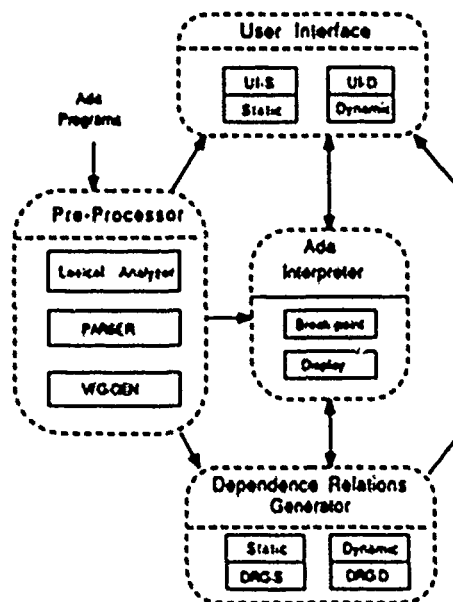 User Interface
UI-S
Static
UI-D
Dynamic
Ada
Programs
Pre-Processor
Lexical Analyzer
PARSER
VFG-GEN
Ada
Interpreter
Break-point
Display
Dependence Relations
Generator
Static
DRG-S
Dynamic
DRG-D